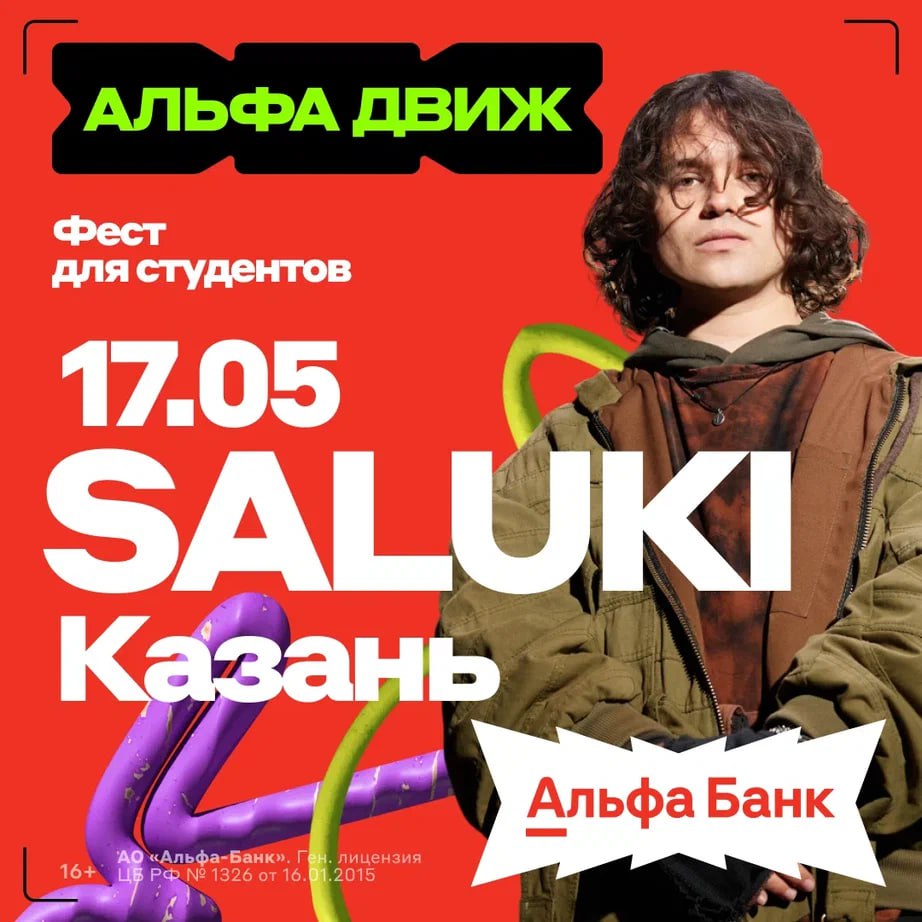 АЛЬФА ДВИЖ
Фест
для студентов
17.05
SALUKI
Казань
Альфа Банк
16+
АО «Альфа-Банк». Ген. лицензия
ЦБ РФ № 1326 от 16.01.2015